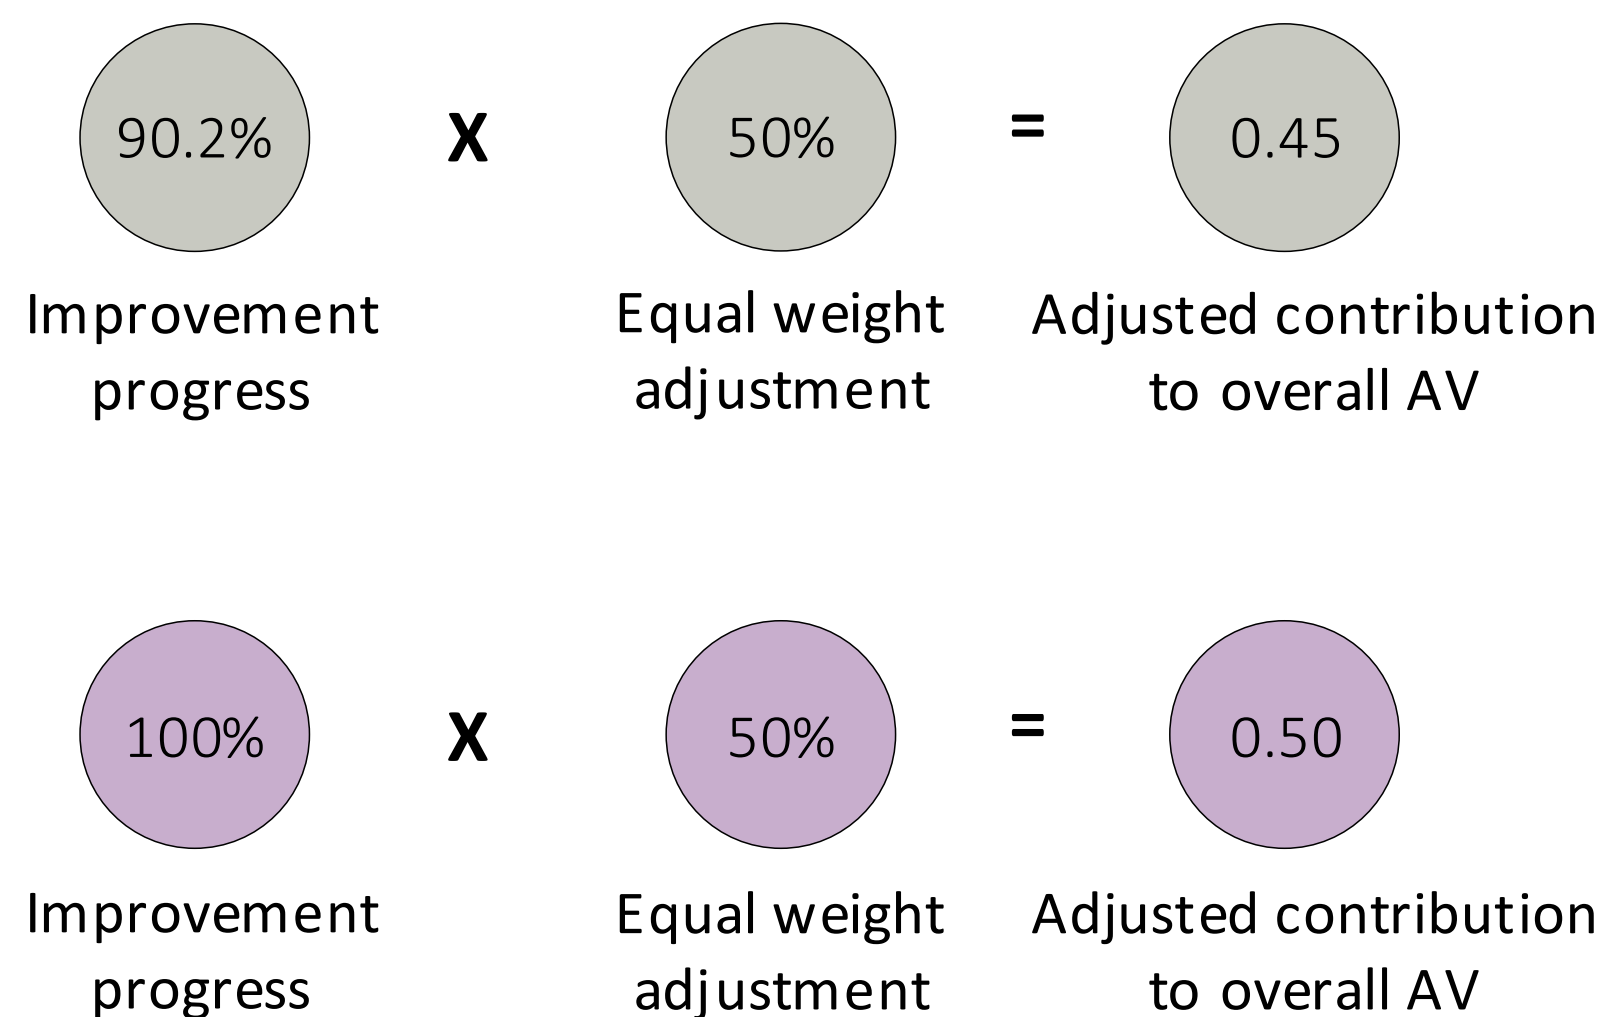 90.2% X 50% = 0.45
Improvement Equal weight Adjusted contribution
progress adjustment to overall AV
100% X 50% = 0.50
Improvement Equal weight Adjusted contribution
progress adjustment to overall AV